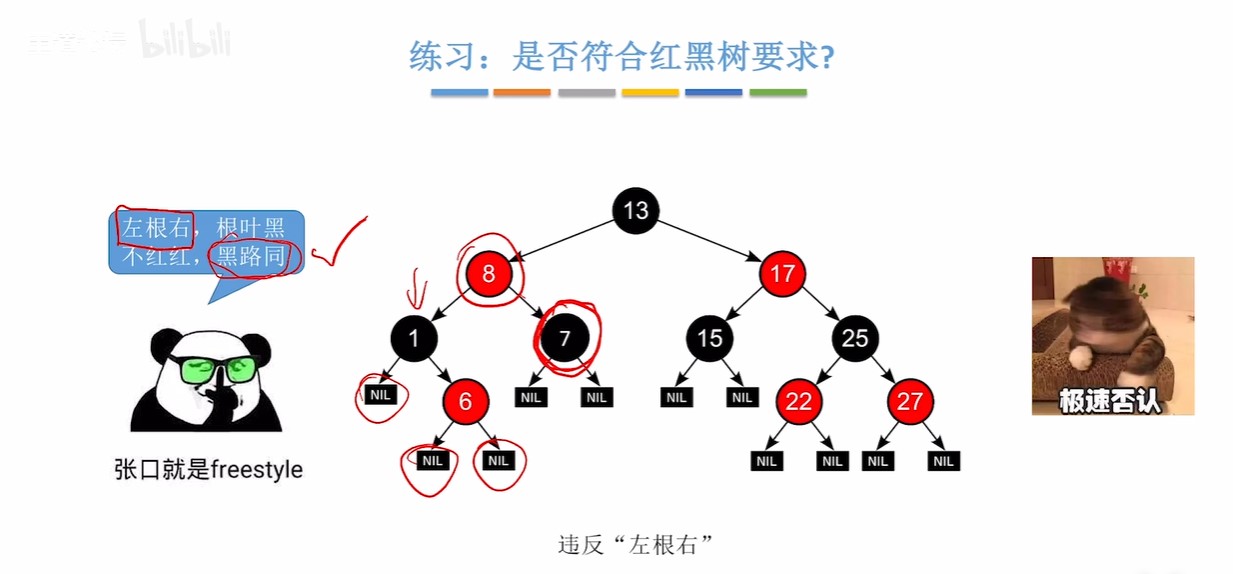 bilibili
练习：是否符合红黑树要求?
左根右，根叶黑
不红红，黑路同
13
8
17
1
7
15
25
NIL
6
NIL
NIL
NIL
NIL
22
27
NIL
NIL
NIL
NIL
NIL
NIL
极速否认
张口就是freestyle
违反“左根右”